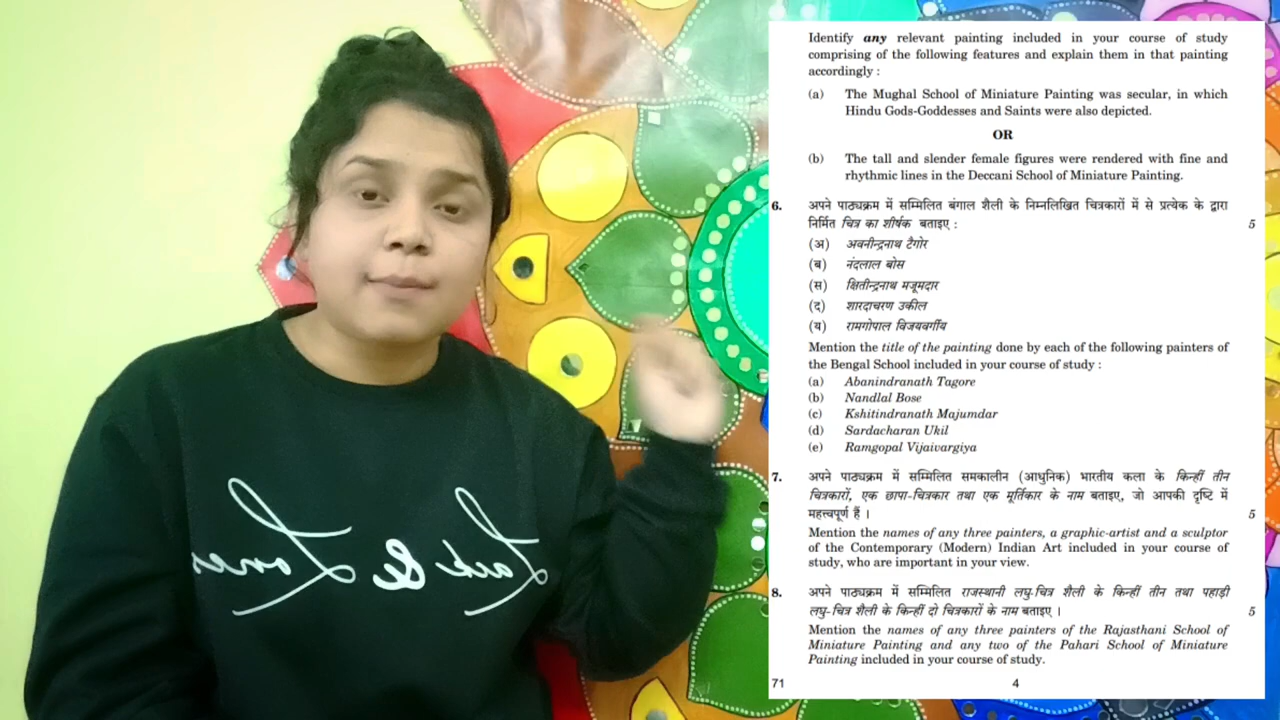 Identify any relevant painting included in your course of study
comprising of the following features and explain them in that painting
accordingly :
(a) The Mughal School of Miniature Painting was secular, in which
Hindu Gods-Goddesses and Saints were also depicted.
OR
(b) The tall and slender female figures were rendered with fine and
rhythmic lines in the Deccani School of Miniature Painting.
6. अपने पाठ्यक्रम में सम्मिलित बंगाल शैली के निम्नलिखित चित्रकारों में से प्रत्येक के द्वारा
निर्मित चित्र का शीर्षक बताइए : 5
(अ) अवनीन्द्रनाथ टैगोर
(ब) नंदलाल बोस
(स) क्षितीन्द्रनाथ मजूमदार
(द) शारदाचरण उकील
(य) रामगोपाल विजयवर्गीय
Mention the title of the painting done by each of the following painters of
the Bengal School included in your course of study :
(a) Abanindranath Tagore
(b) Nandlal Bose
(c) Kshitindranath Majumdar
(d) Sardacharan Ukil
(e) Ramgopal Vijaivargiya
7. अपने पाठ्यक्रम में सम्मिलित समकालीन (आधुनिक) भारतीय कला के किन्हीं तीन
चित्रकारों, एक छापा-चित्रकार तथा एक मूर्तिकार के नाम बताइए, जो आपकी दृष्टि में
महत्त्वपूर्ण हैं । 5
Mention the names of any three painters, a graphic-artist and a sculptor
of the Contemporary (Modern) Indian Art included in your course of
study, who are important in your view.
8. अपने पाठ्यक्रम में सम्मिलित राजस्थानी लघु-चित्र शैली के किन्हीं तीन तथा पहाड़ी
लघु-चित्र शैली के किन्हीं दो चित्रकारों के नाम बताइए । 5
Mention the names of any three painters of the Rajasthani School of
Miniature Painting and any two of the Pahari School of Miniature
Painting included in your course of study.
71 4